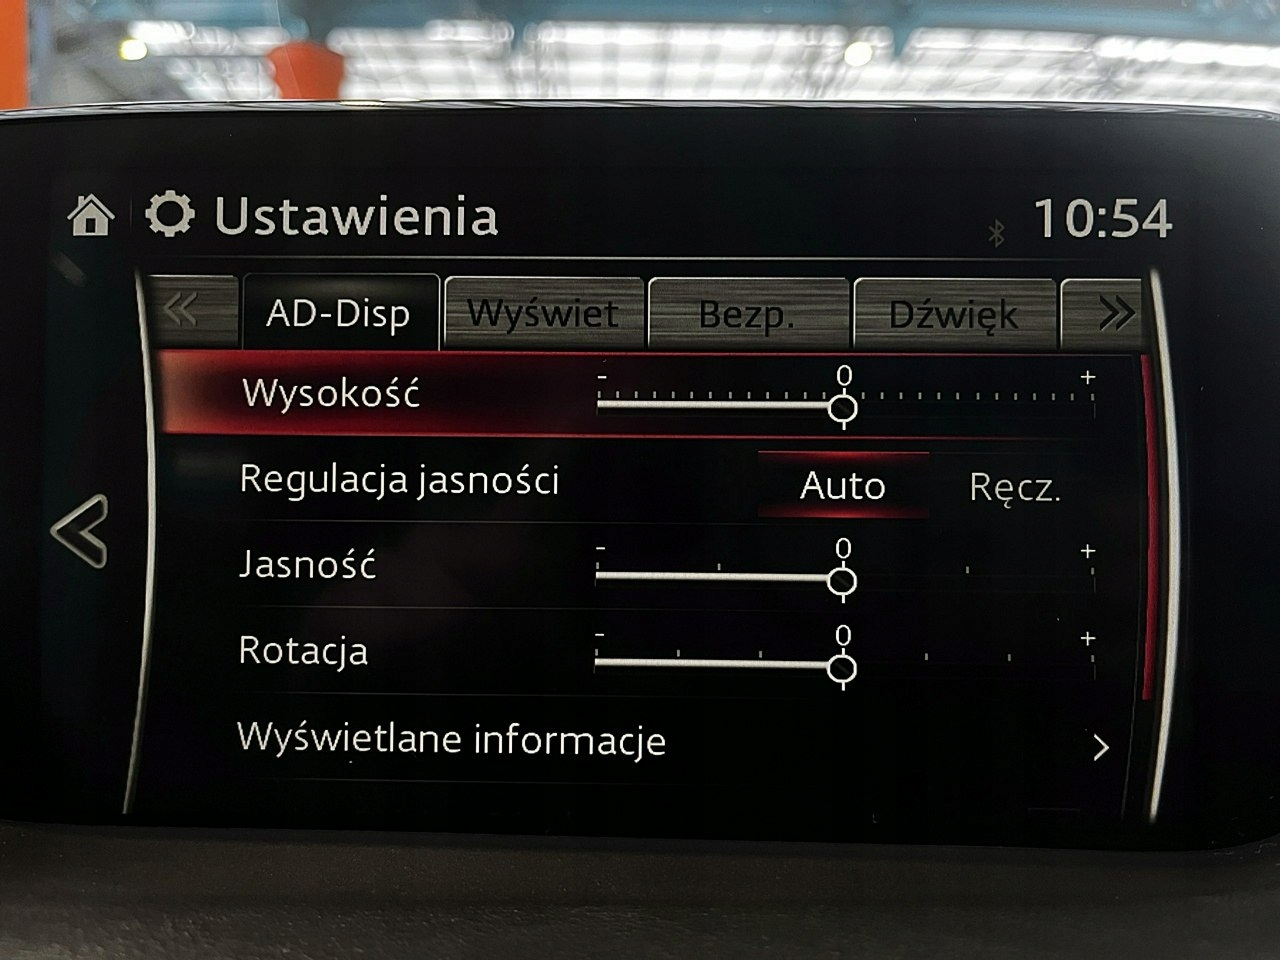 Ustawienia 10:54
AD-Disp Wyświet Bezp. Dźwięk
Wysokość - 0 +
Regulacja jasności Auto Ręcz.
Jasność - 0 +
Rotacja - 0 +
Wyświetlane informacje